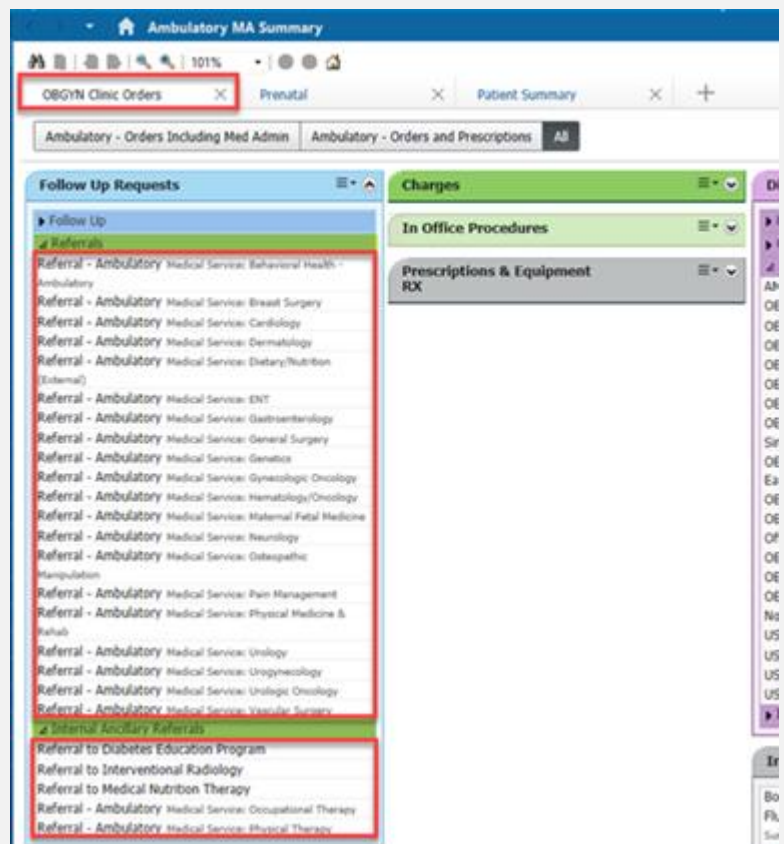 Ambulatory MA Summary
101%
OBGYN Clinic Orders
Prenatal
Patient Summary
Ambulatory - Orders Including Med Admin
Ambulatory - Orders and Prescriptions
All
Follow Up Requests
Follow Up
Referrals
Referral - Ambulatory Medical Service: Behavioral Health -
Ambulatory
Referral - Ambulatory Medical Service: Breast Surgery
Referral - Ambulatory Medical Service: Cardiology
Referral - Ambulatory Medical Service: Dermatology
Referral - Ambulatory Medical Service: Dietary/Nutrition
(External)
Referral - Ambulatory Medical Service: ENT
Referral - Ambulatory Medical Service: Gastroenterology
Referral - Ambulatory Medical Service: General Surgery
Referral - Ambulatory Medical Service: Genetics
Referral - Ambulatory Medical Service: Gynecologic Oncology
Referral - Ambulatory Medical Service: Hematology/Oncology
Referral - Ambulatory Medical Service: Maternal Fetal Medicine
Referral - Ambulatory Medical Service: Neurology
Referral - Ambulatory Medical Service: Osteopathic
Manipulation
Referral - Ambulatory Medical Service: Pain Management
Referral - Ambulatory Medical Service: Physical Medicine &
Rehab
Referral - Ambulatory Medical Service: Urology
Referral - Ambulatory Medical Service: Urogynecology
Referral - Ambulatory Medical Service: Urologic Oncology
Referral - Ambulatory Medical Service: Vascular Surgery
Internal Ancillary Referrals
Referral to Diabetes Education Program
Referral to Interventional Radiology
Referral to Medical Nutrition Therapy
Referral - Ambulatory Medical Service: Occupational Therapy
Referral - Ambulatory Medical Service: Physical Therapy
Charges
In Office Procedures
Prescriptions & Equipment
RX